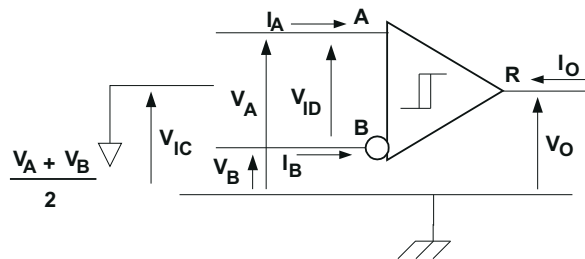 I_A A
R I_O
V_A V_ID
V_IC B V_O
V_B I_B
V_A + V_B
2